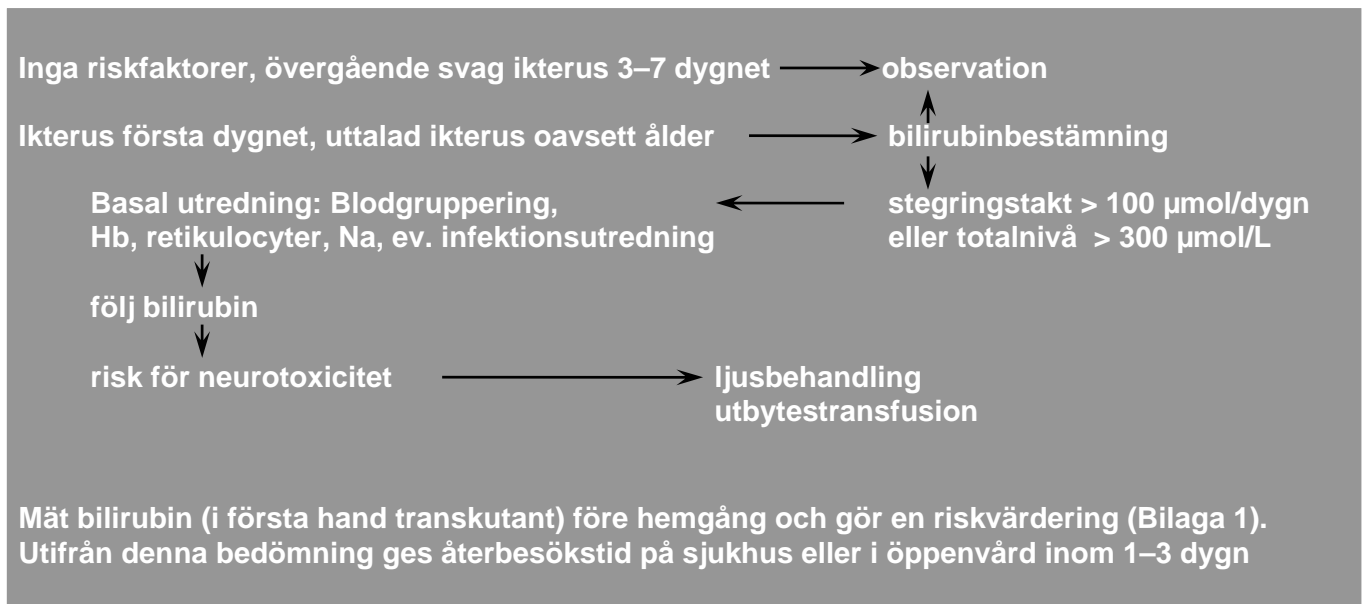 Inga riskfaktorer, övergående svag ikterus 3–7 dygnet observation
Ikterus första dygnet, uttalad ikterus oavsett ålder bilirubinbestämning
Basal utredning: Blodgruppering, stegringstakt > 100 µmol/dygn
Hb, retikulocyter, Na, ev. infektionsutredning eller totalnivå > 300 µmol/L
följ bilirubin
risk för neurotoxicitet ljusbehandling
utbytestransfusion
Mät bilirubin (i första hand transkutant) före hemgång och gör en riskvärdering (Bilaga 1).
Utifrån denna bedömning ges återbesökstid på sjukhus eller i öppenvård inom 1–3 dygn